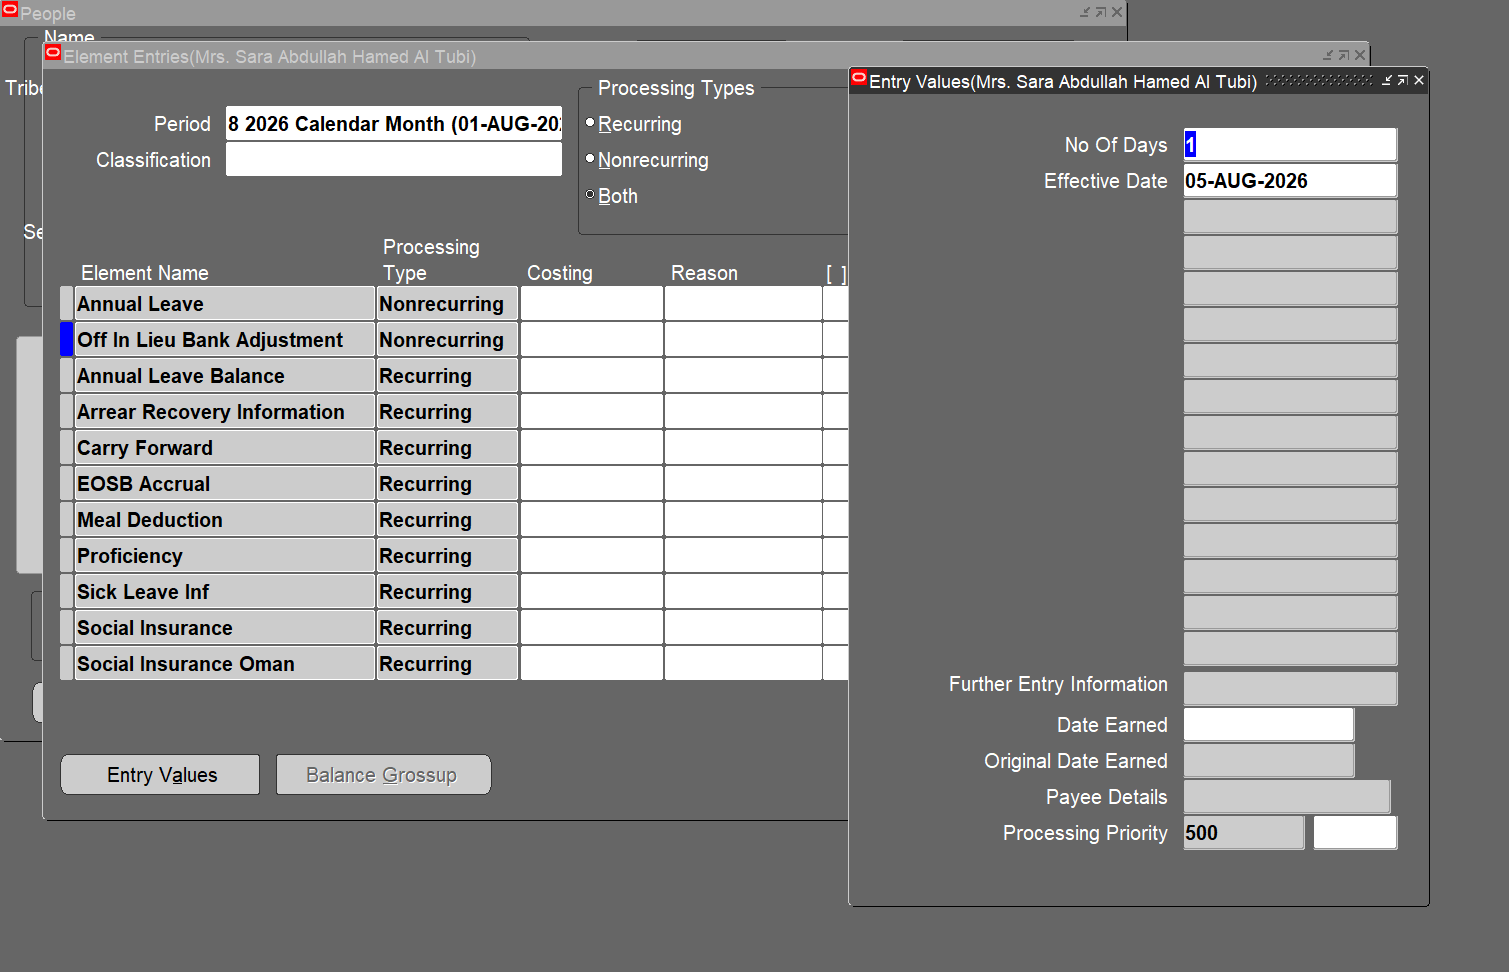 People
Name
Tribe
Se
Element Entries(Mrs. Sara Abdullah Hamed Al Tubi)
Period 8 2026 Calendar Month (01-AUG-202
Classification
Processing Types
Recurring
Nonrecurring
Both
Element Name Processing Type Costing Reason [ ]
Annual Leave Nonrecurring
Off In Lieu Bank Adjustment Nonrecurring
Annual Leave Balance Recurring
Arrear Recovery Information Recurring
Carry Forward Recurring
EOSB Accrual Recurring
Meal Deduction Recurring
Proficiency Recurring
Sick Leave Inf Recurring
Social Insurance Recurring
Social Insurance Oman Recurring
Entry Values Balance Grossup
Entry Values(Mrs. Sara Abdullah Hamed Al Tubi)
No Of Days 1
Effective Date 05-AUG-2026
Further Entry Information
Date Earned
Original Date Earned
Payee Details
Processing Priority 500